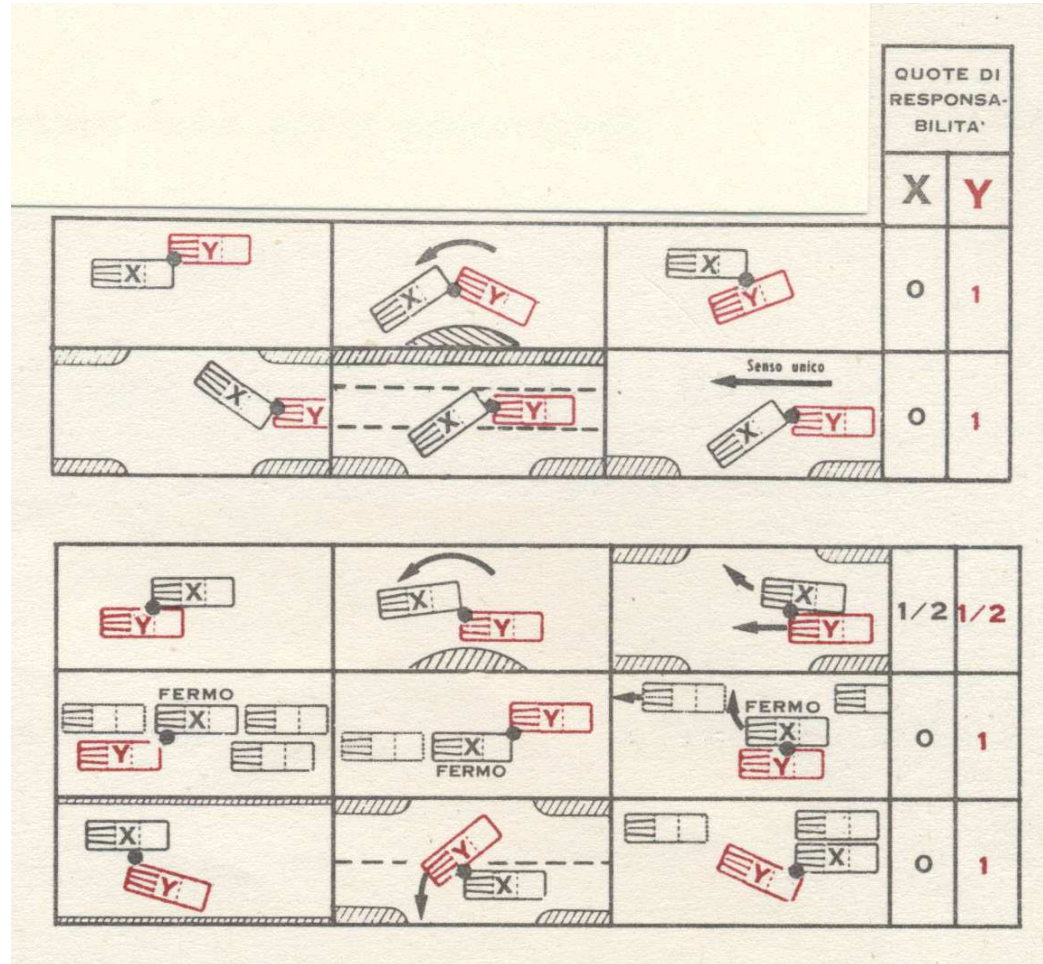 QUOTE DI
RESPONSA-
BILITA'
X Y
X Y
X Y
X Y
0 1
X Y
X Y
Senso unico
X Y
0 1
X Y
X Y
X Y
1/2 1/2
FERMO
X
Y
Y
X
FERMO
FERMO
X
Y
0 1
X
Y
Y
X
X
Y
0 1